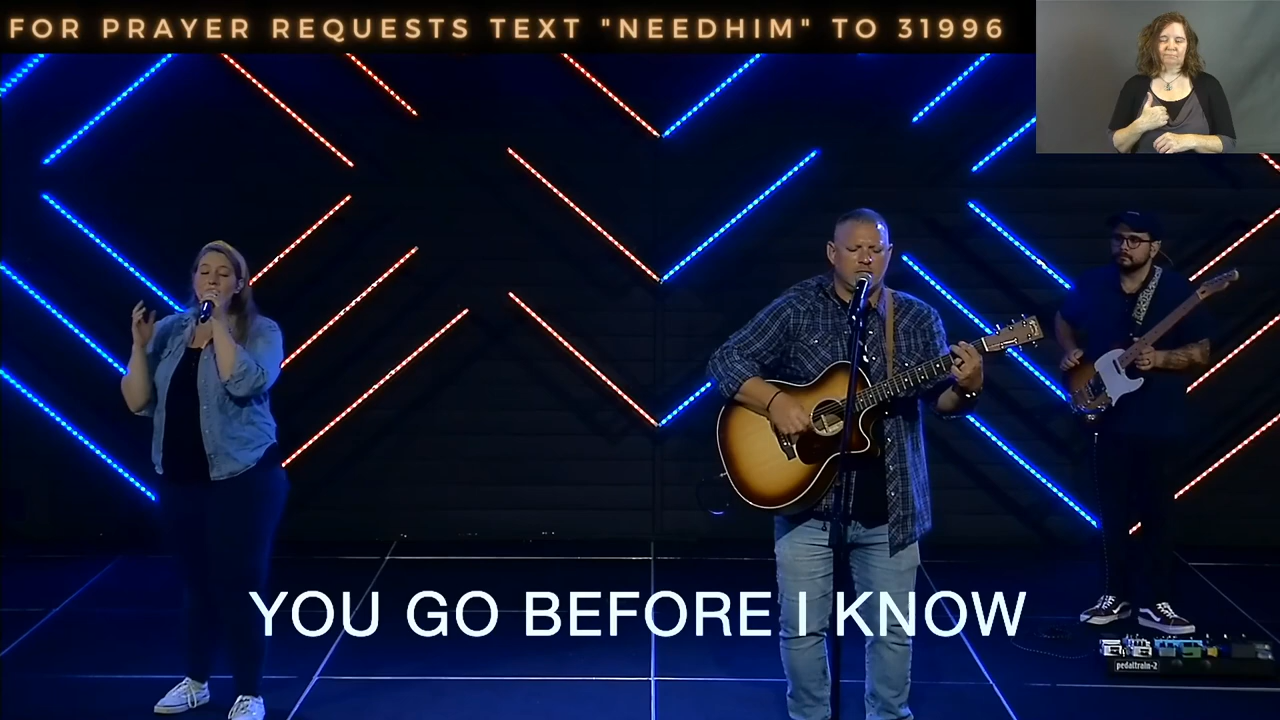 FOR PRAYER REQUESTS TEXT "NEEDHIM" TO 31996
YOU GO BEFORE I KNOW
pedaltrain-2